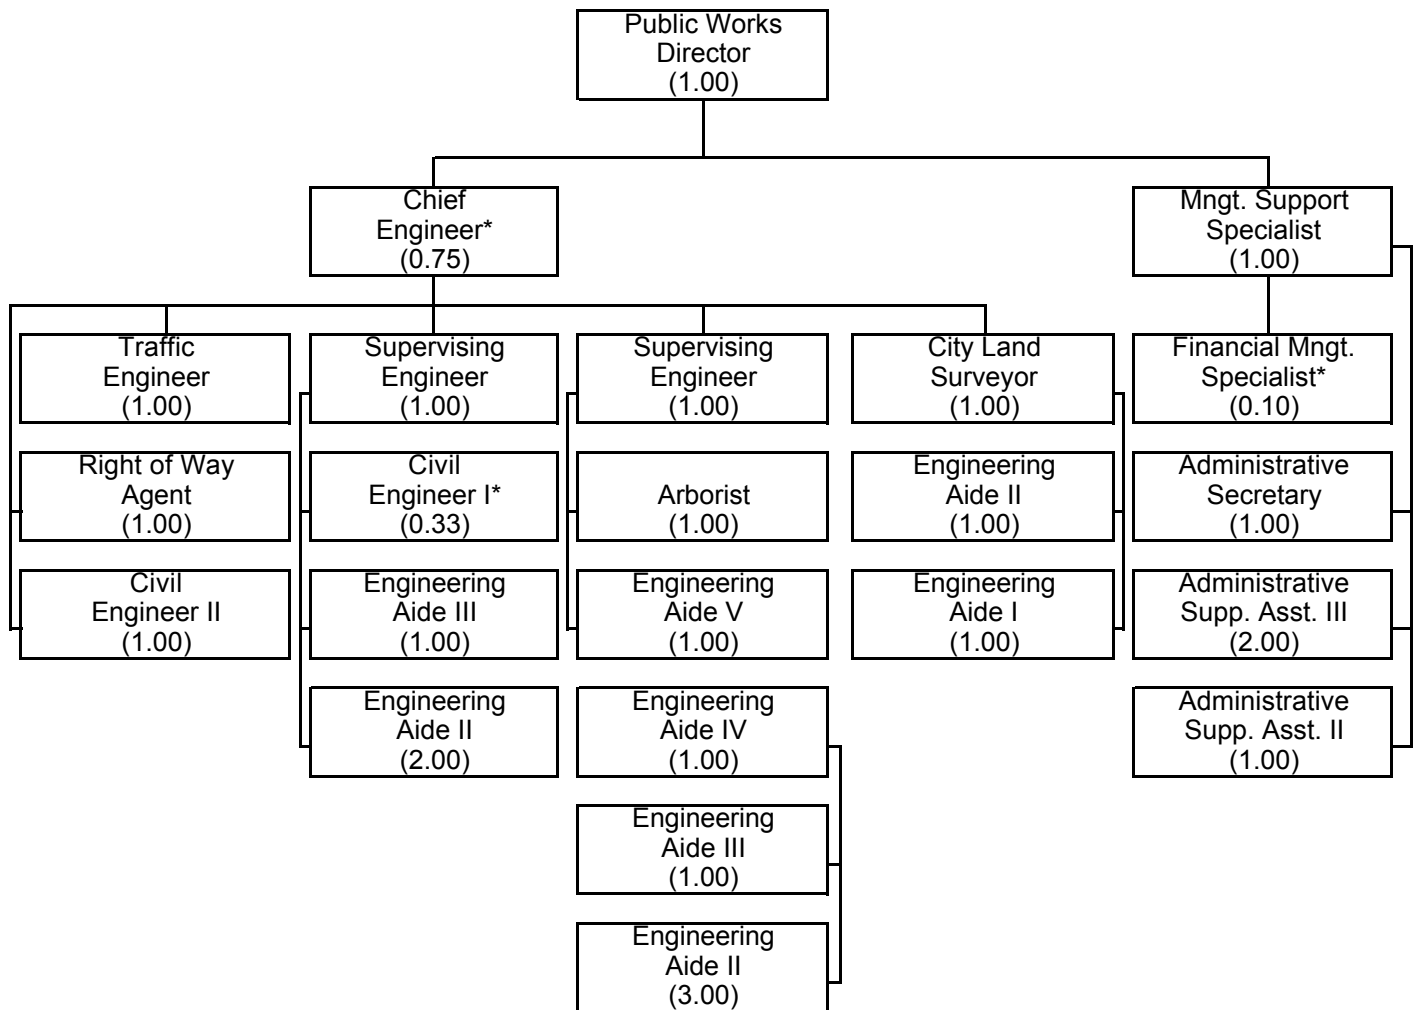 Public Works
Director
(1.00)
Chief
Engineer*
(0.75)
Mngt. Support
Specialist
(1.00)
Traffic
Engineer
(1.00)
Supervising
Engineer
(1.00)
Supervising
Engineer
(1.00)
City Land
Surveyor
(1.00)
Financial Mngt.
Specialist*
(0.10)
Right of Way
Agent
(1.00)
Civil
Engineer I*
(0.33)
Arborist
(1.00)
Engineering
Aide II
(1.00)
Administrative
Secretary
(1.00)
Civil
Engineer II
(1.00)
Engineering
Aide III
(1.00)
Engineering
Aide V
(1.00)
Engineering
Aide I
(1.00)
Administrative
Supp. Asst. III
(2.00)
Engineering
Aide II
(2.00)
Engineering
Aide IV
(1.00)
Administrative
Supp. Asst. II
(1.00)
Engineering
Aide III
(1.00)
Engineering
Aide II
(3.00)